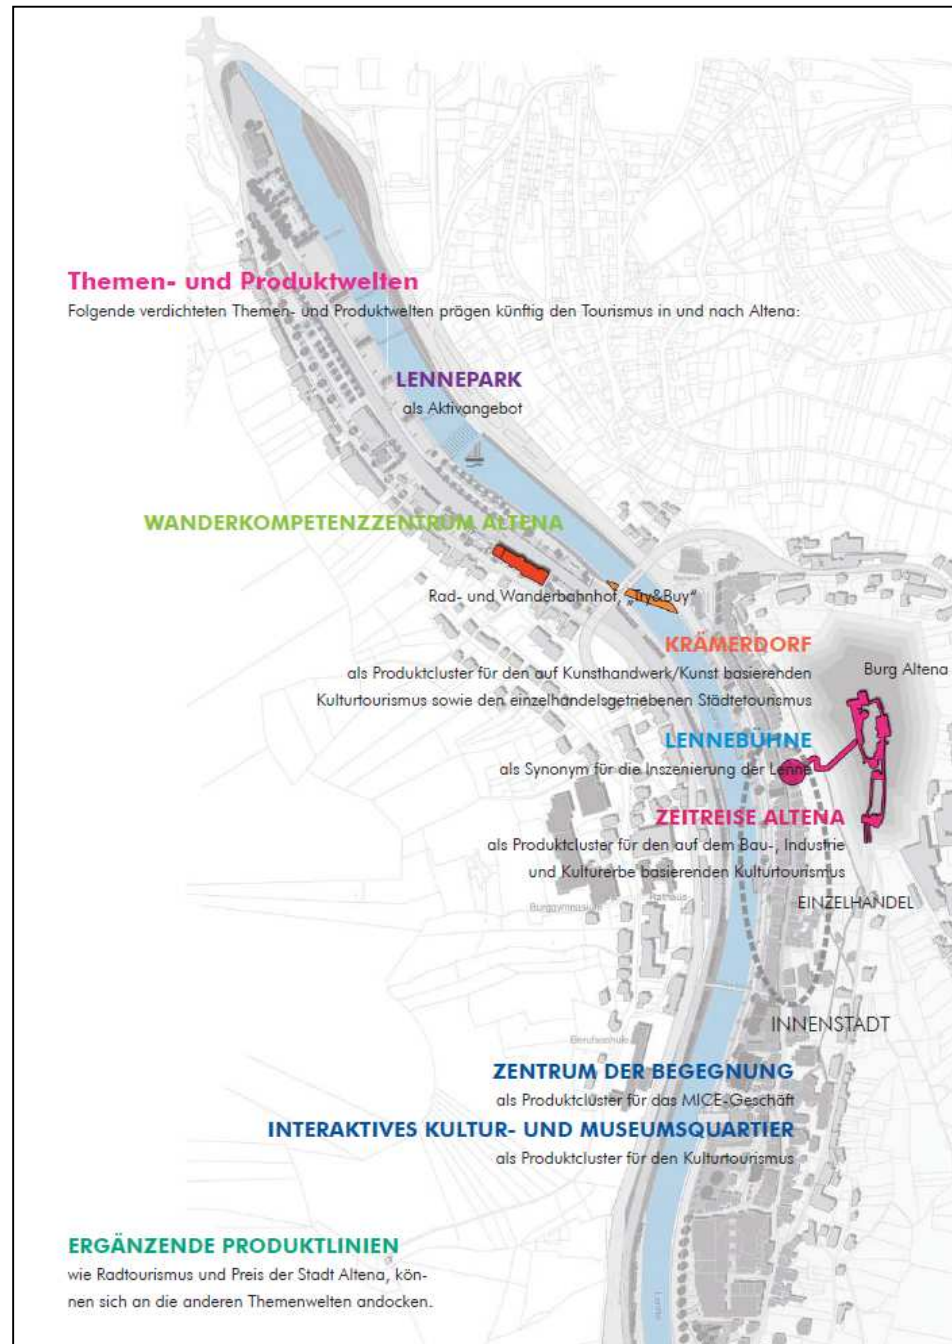 Themen- und Produktwelten
Folgende verdichteten Themen- und Produktwelten prägen künftig den Tourismus in und nach Altena:
LENNEPARK
als Aktivangebot
WANDERKOMPETENZZENTRUM ALTENA
Rad- und Wanderbahnhof, „Try&Buy“
KRÄMERDORF
Burg Altena
als Produktcluster für den auf Kunsthandwerk/Kunst basierenden
Kulturtourismus sowie den einzelhandelsgetriebenen Städtetourismus
LENNEBÜHNE
als Synonym für die Inszenierung der Lenne
ZEITREISE ALTENA
als Produktcluster für den auf dem Bau-, Industrie
und Kulturerbe basierenden Kulturtourismus
EINZELHANDEL
Rathaus
Burggymnasium
INNENSTADT
Berufsschule
ZENTRUM DER BEGEGNUNG
als Produktcluster für das MICE-Geschäft
INTERAKTIVES KULTUR- UND MUSEUMSQUARTIER
als Produktcluster für den Kulturtourismus
ERGÄNZENDE PRODUKTLINIEN
wie Radtourismus und Preis der Stadt Altena, kön-
nen sich an die anderen Themenwelten andocken.